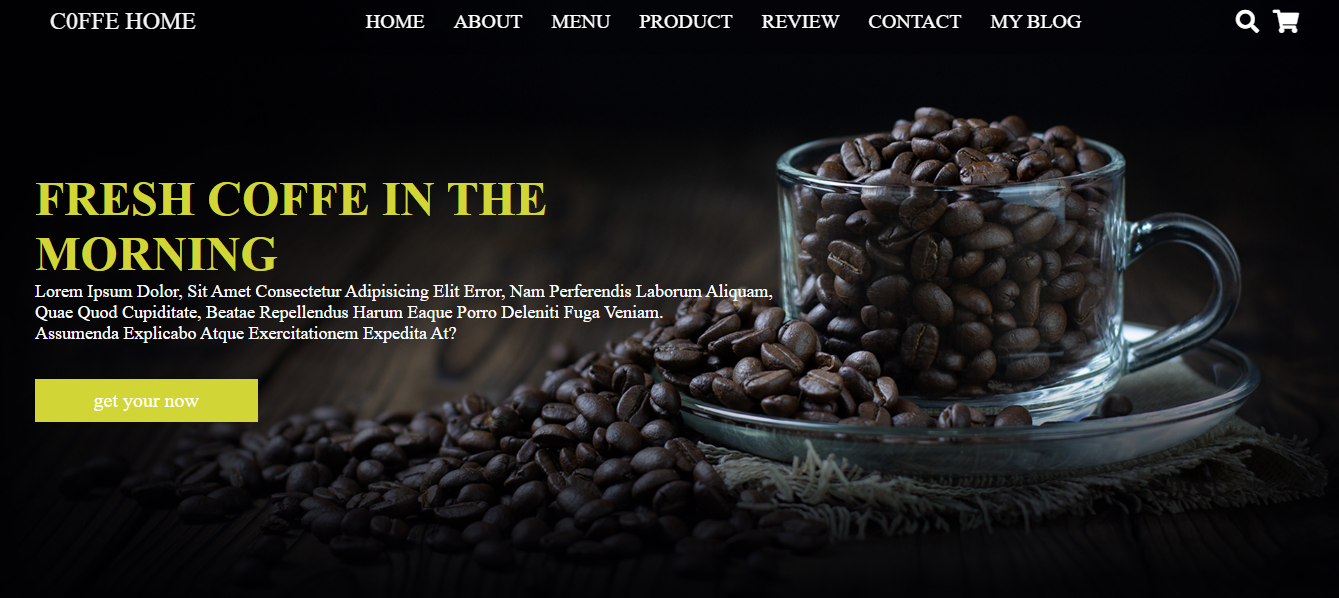 C0FFE HOME
HOME ABOUT MENU PRODUCT REVIEW CONTACT MY BLOG
FRESH COFFE IN THE
MORNING
Lorem Ipsum Dolor, Sit Amet Consectetur Adipisicing Elit Error, Nam Perferendis Laborum Aliquam,
Quae Quod Cupiditate, Beatae Repellendus Harum Eaque Porro Deleniti Fuga Veniam.
Assumenda Explicabo Atque Exercitationem Expedita At?
get your now